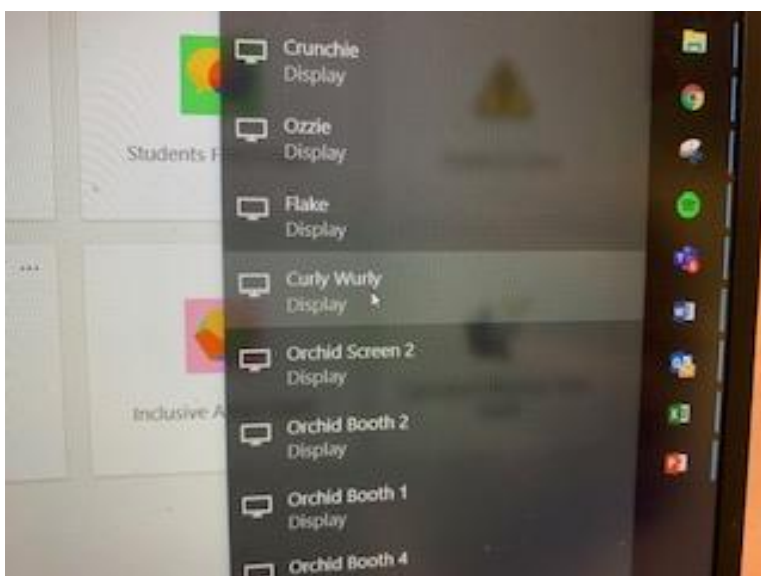 Crunchie
Display
Ozzie
Display
Students
Flake
Display
Curly Wurly
Display
Orchid Screen 2
Display
Inclusive A
Orchid Booth 2
Display
Orchid Booth 1
Display
Orchid Booth 4